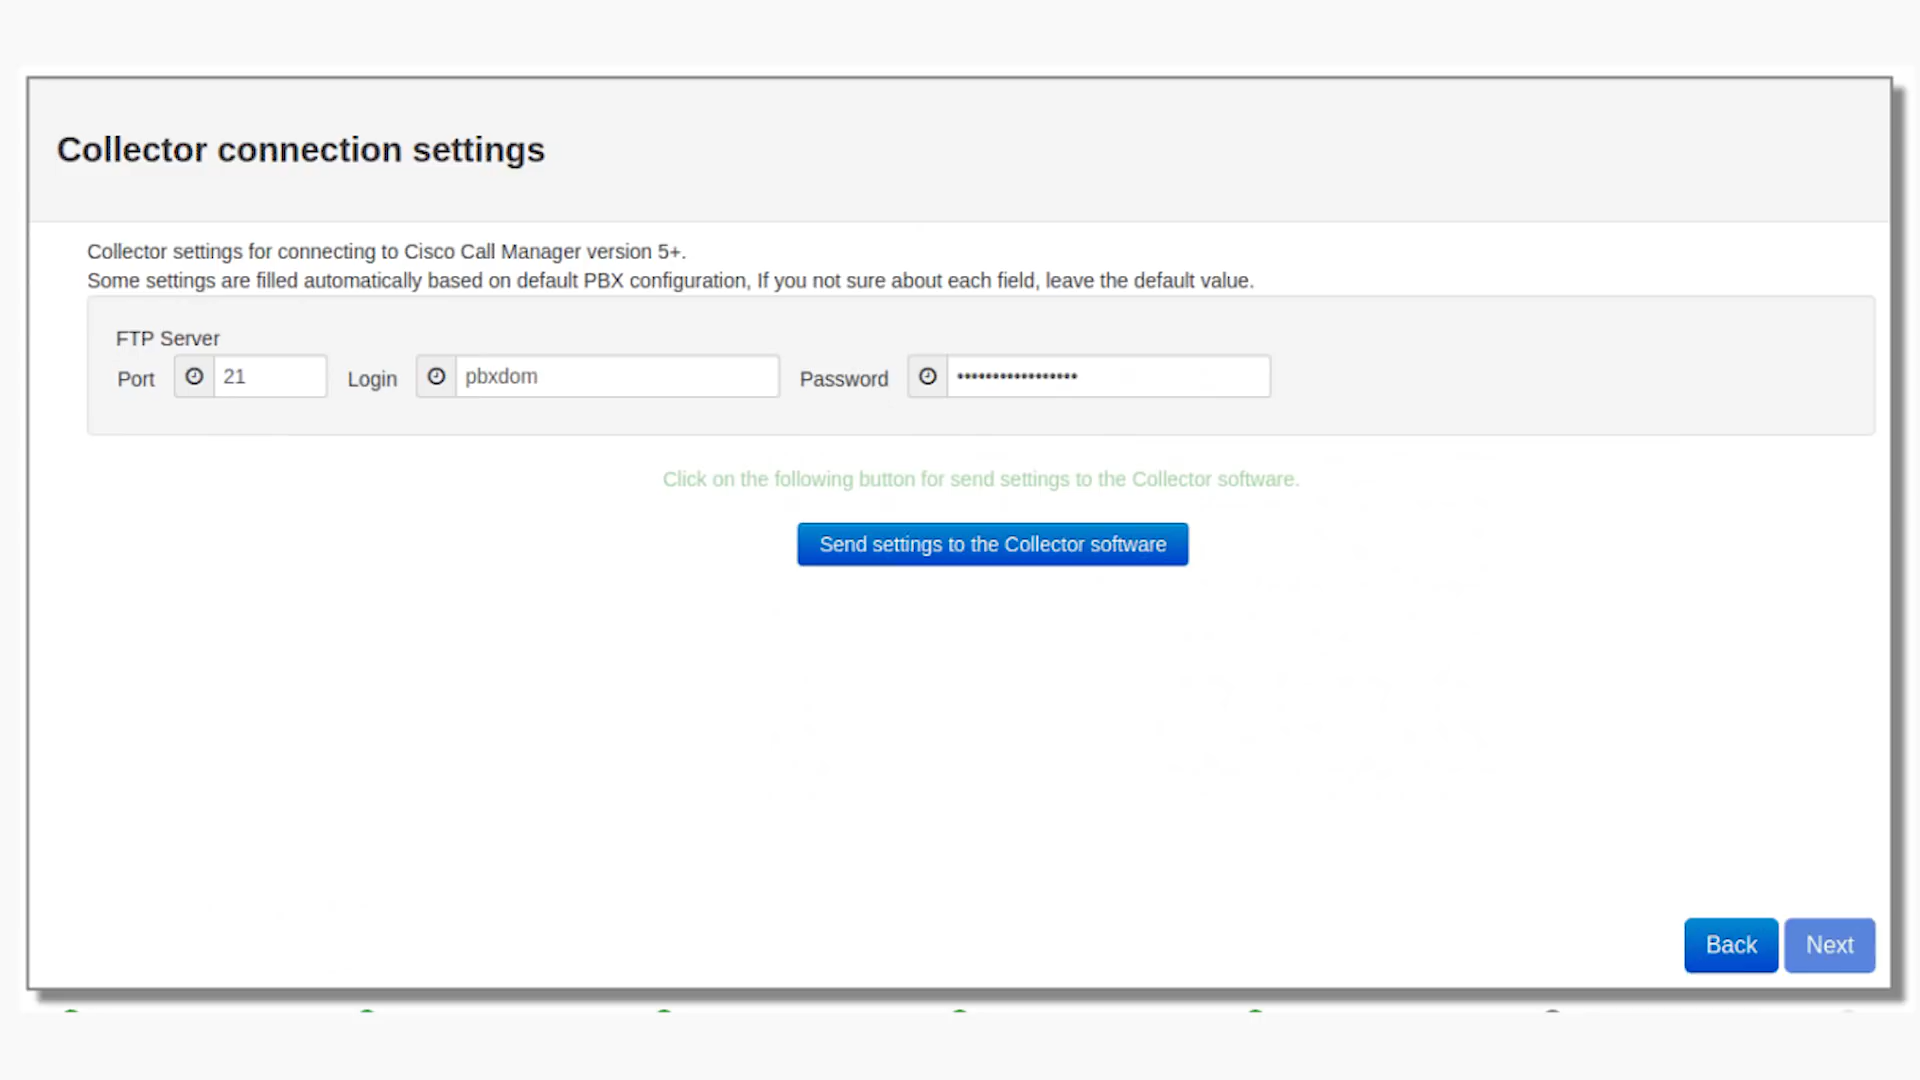 Collector connection settings
Collector settings for connecting to Cisco Call Manager version 5+.
Some settings are filled automatically based on default PBX configuration, If you not sure about each field, leave the default value.
FTP Server
Port 21 Login pbxdom Password •••••••••••••••••
Click on the following button for send settings to the Collector software.
Send settings to the Collector software
Back Next